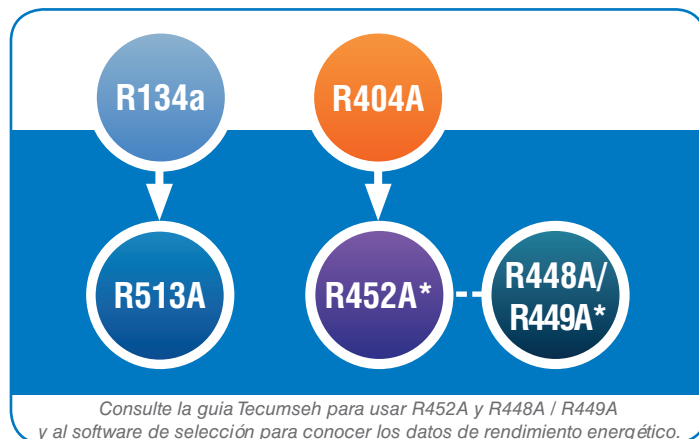 R134a
R404A
R513A
R452A*
R448A/
R449A*
Consulte la guia Tecumseh para usar R452A y R448A / R449A
y al software de selección para conocer los datos de rendimiento energético.